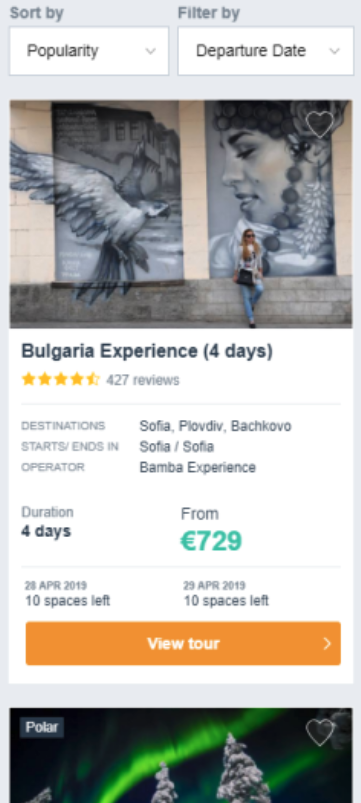 Sort by
Filter by
Popularity
Departure Date
Bulgaria Experience (4 days)
427 reviews
DESTINATIONS Sofia, Plovdiv, Bachkovo
STARTS/ ENDS IN Sofia / Sofia
OPERATOR Bamba Experience
Duration
4 days
From
€729
28 APR 2019
10 spaces left
29 APR 2019
10 spaces left
View tour
Polar